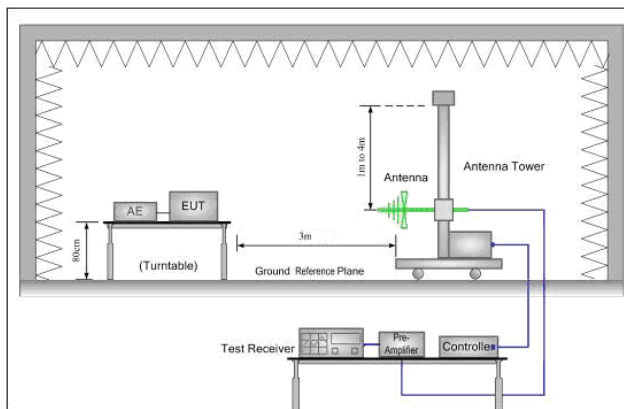 1m to 4m
Antenna
Antenna Tower
AE
EUT
80cm
(Turntable)
3m
Ground Reference Plane
Test Receiver
Pre-
Amplifier
Controller